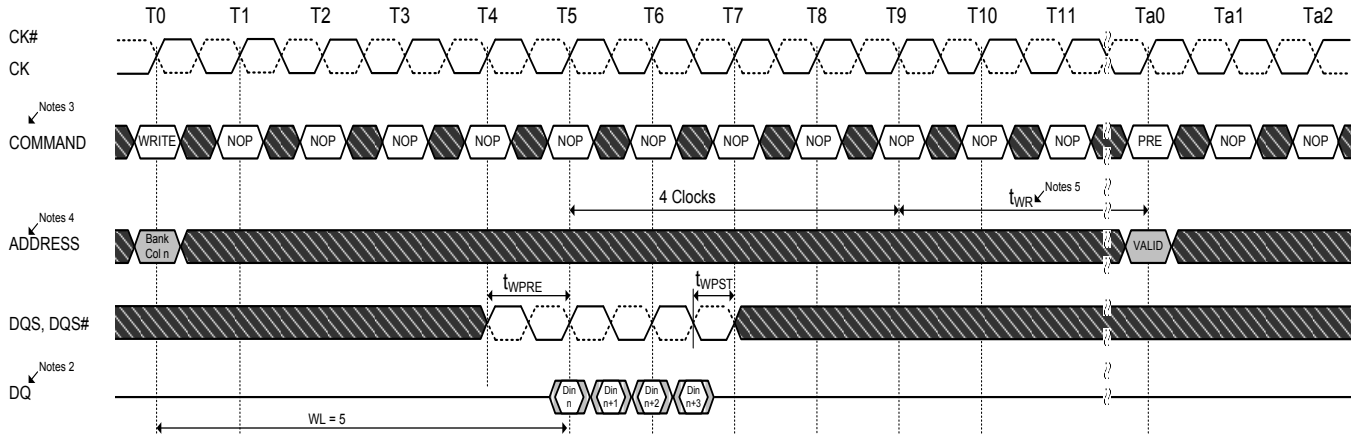 T0 T1 T2 T3 T4 T5 T6 T7 T8 T9 T10 T11 Ta0 Ta1 Ta2
CK#
CK
Notes 3
COMMAND
WRITE NOP NOP NOP NOP NOP NOP NOP NOP NOP NOP NOP PRE NOP NOP
4 Clocks
tWR Notes 5
Notes 4
ADDRESS
Bank
Col n
VALID
tWPRE tWPST
DQS, DQS#
Notes 2
DQ
Din Din Din Din
n n+1 n+2 n+3
WL = 5